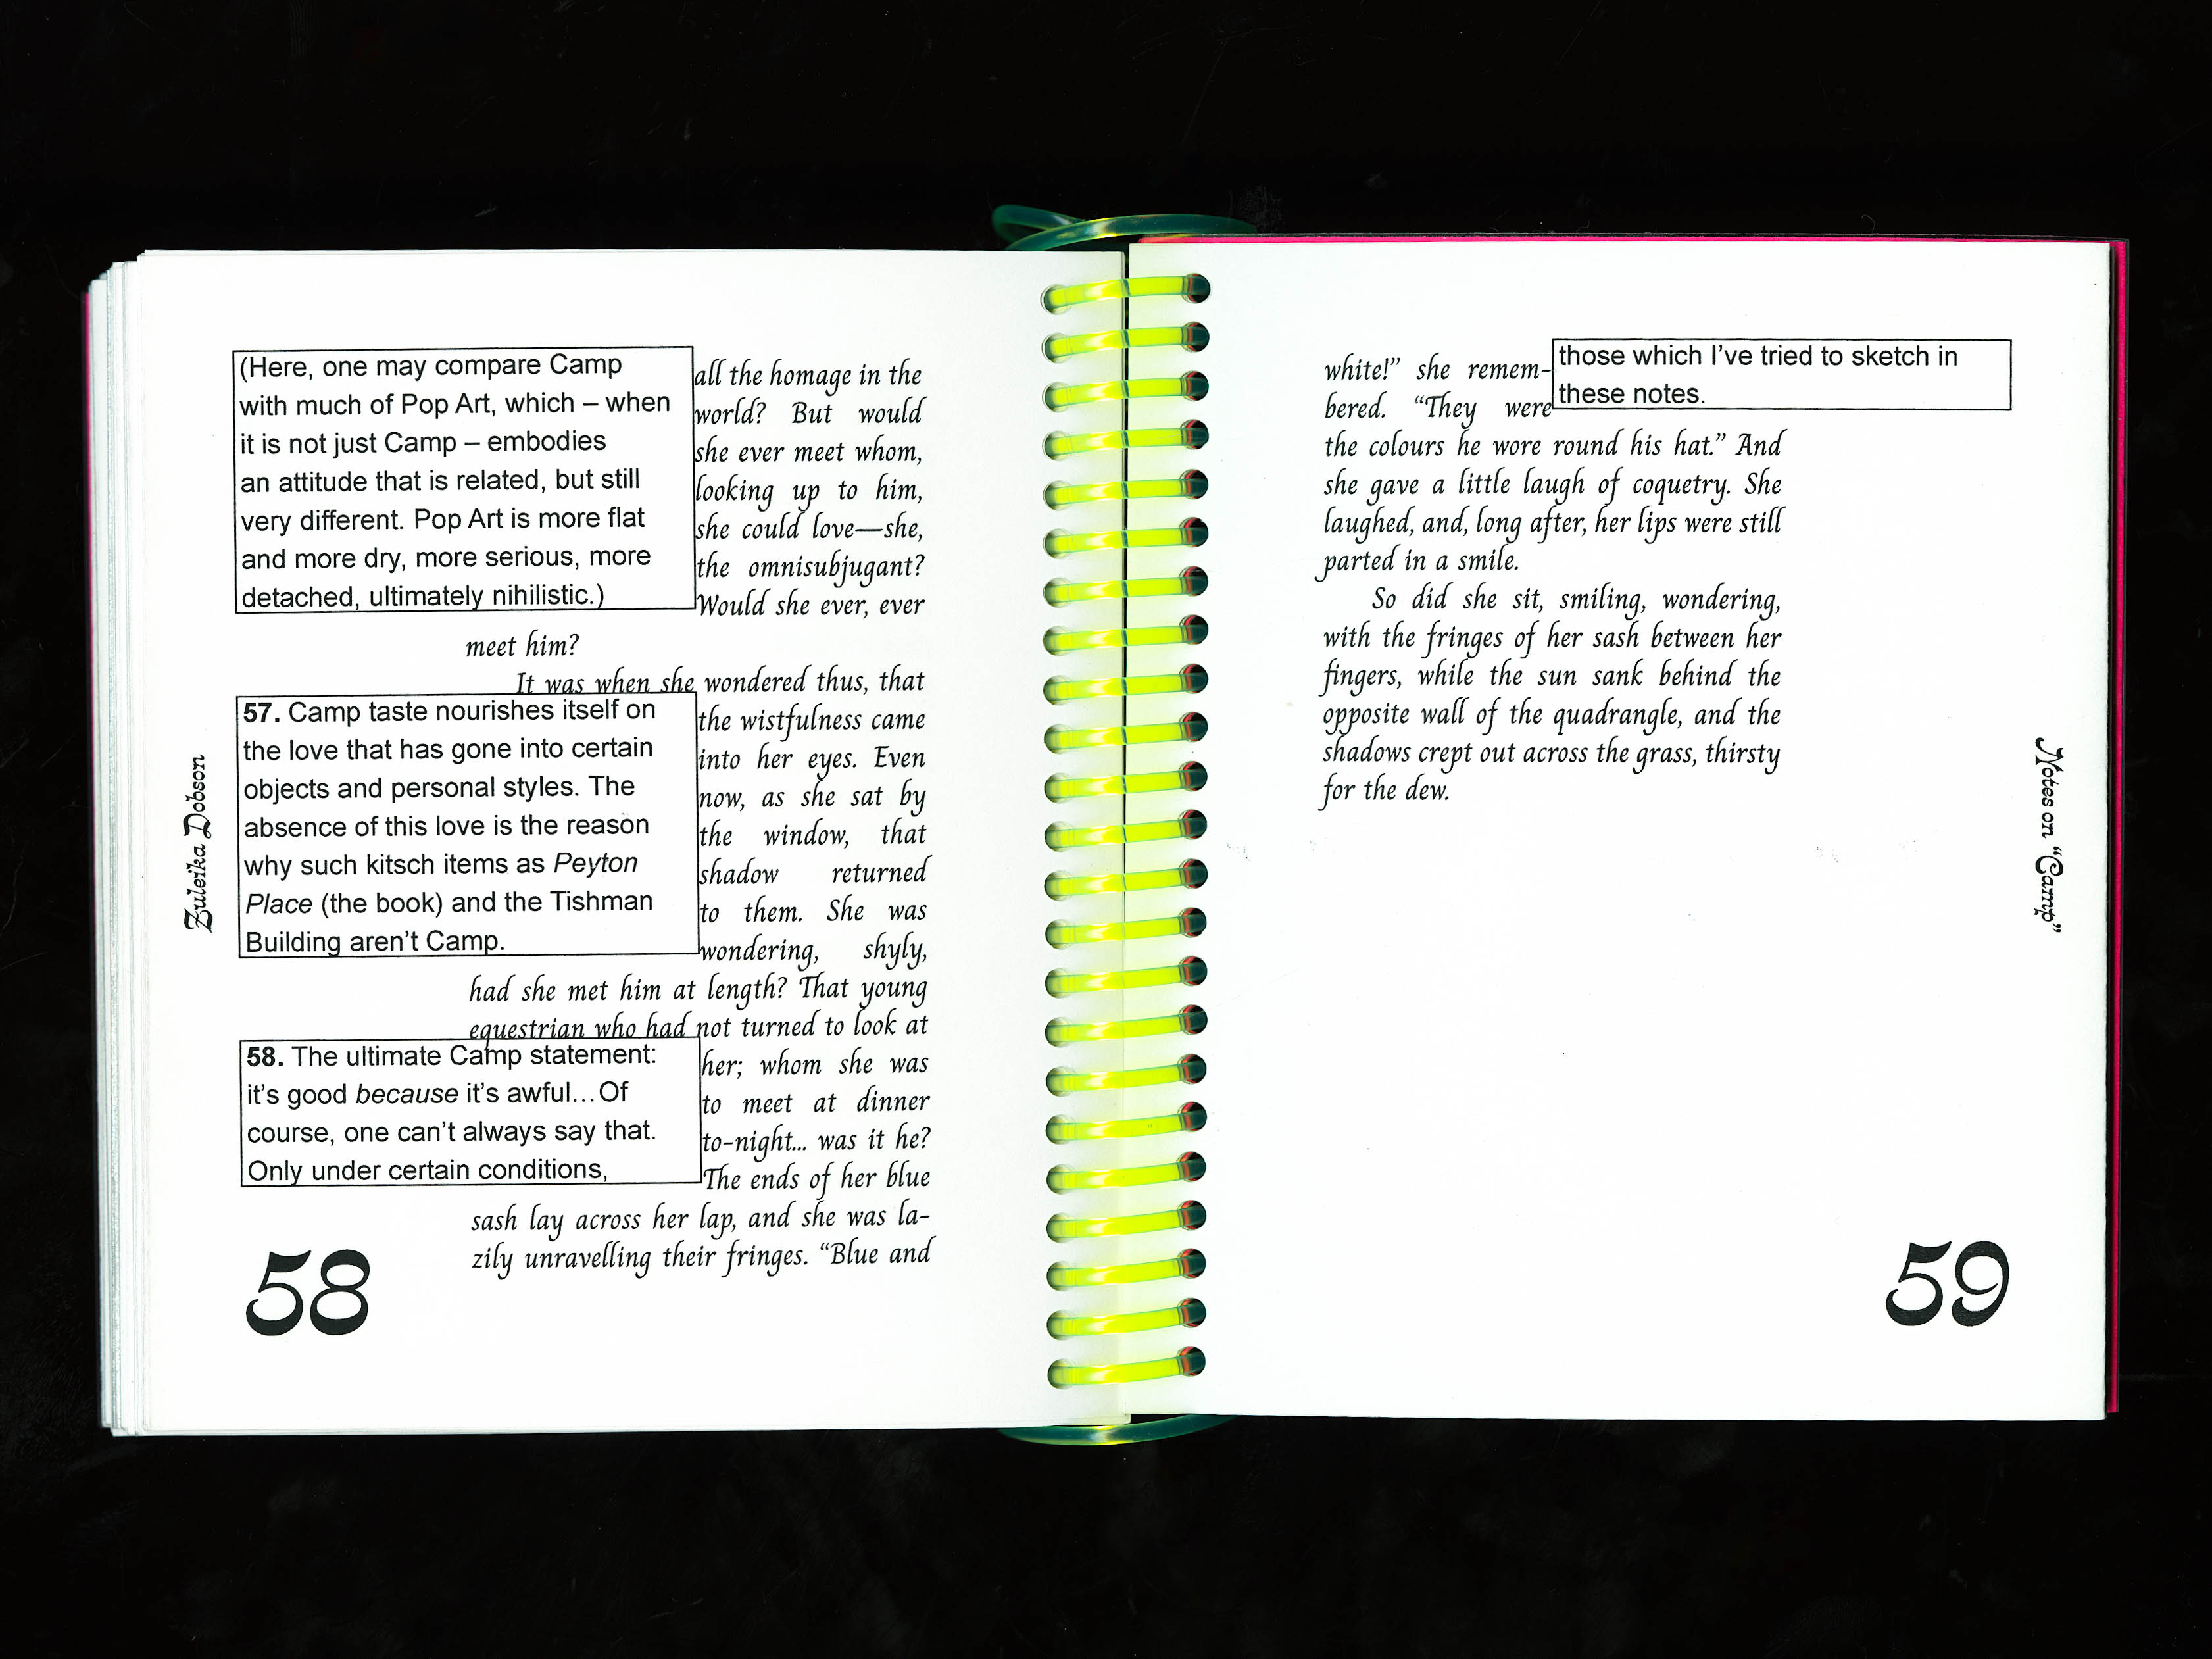 (Here, one may compare Camp
with much of Pop Art, which – when
it is not just Camp – embodies
an attitude that is related, but still
very different. Pop Art is more flat
and more dry, more serious, more
detached, ultimately nihilistic.)
all the homage in the
world? But would
she ever meet whom,
looking up to him,
she could love—she,
the omnisubjugant?
Would she ever, ever
meet him?
It was when she wondered thus, that
57. Camp taste nourishes itself on
the love that has gone into certain
objects and personal styles. The
absence of this love is the reason
why such kitsch items as Peyton
Place (the book) and the Tishman
Building aren’t Camp.
the wistfulness came
into her eyes. Even
now, as she sat by
the window, that
shadow returned
to them. She was
wondering, shyly,
had she met him at length? That young
equestrian who had not turned to look at
58. The ultimate Camp statement:
it’s good because it’s awful…Of
course, one can’t always say that.
Only under certain conditions,
her; whom she was
to meet at dinner
to-night... was it he?
The ends of her blue
sash lay across her lap, and she was la-
zily unravelling their fringes. “Blue and
Zuleika Dobson
58
white!” she remem-
bered. “They were
those which I’ve tried to sketch in
these notes.
the colours he wore round his hat.” And
she gave a little laugh of coquetry. She
laughed, and, long after, her lips were still
parted in a smile.
So did she sit, smiling, wondering,
with the fringes of her sash between her
fingers, while the sun sank behind the
opposite wall of the quadrangle, and the
shadows crept out across the grass, thirsty
for the dew.
Notes on “Camp”
59